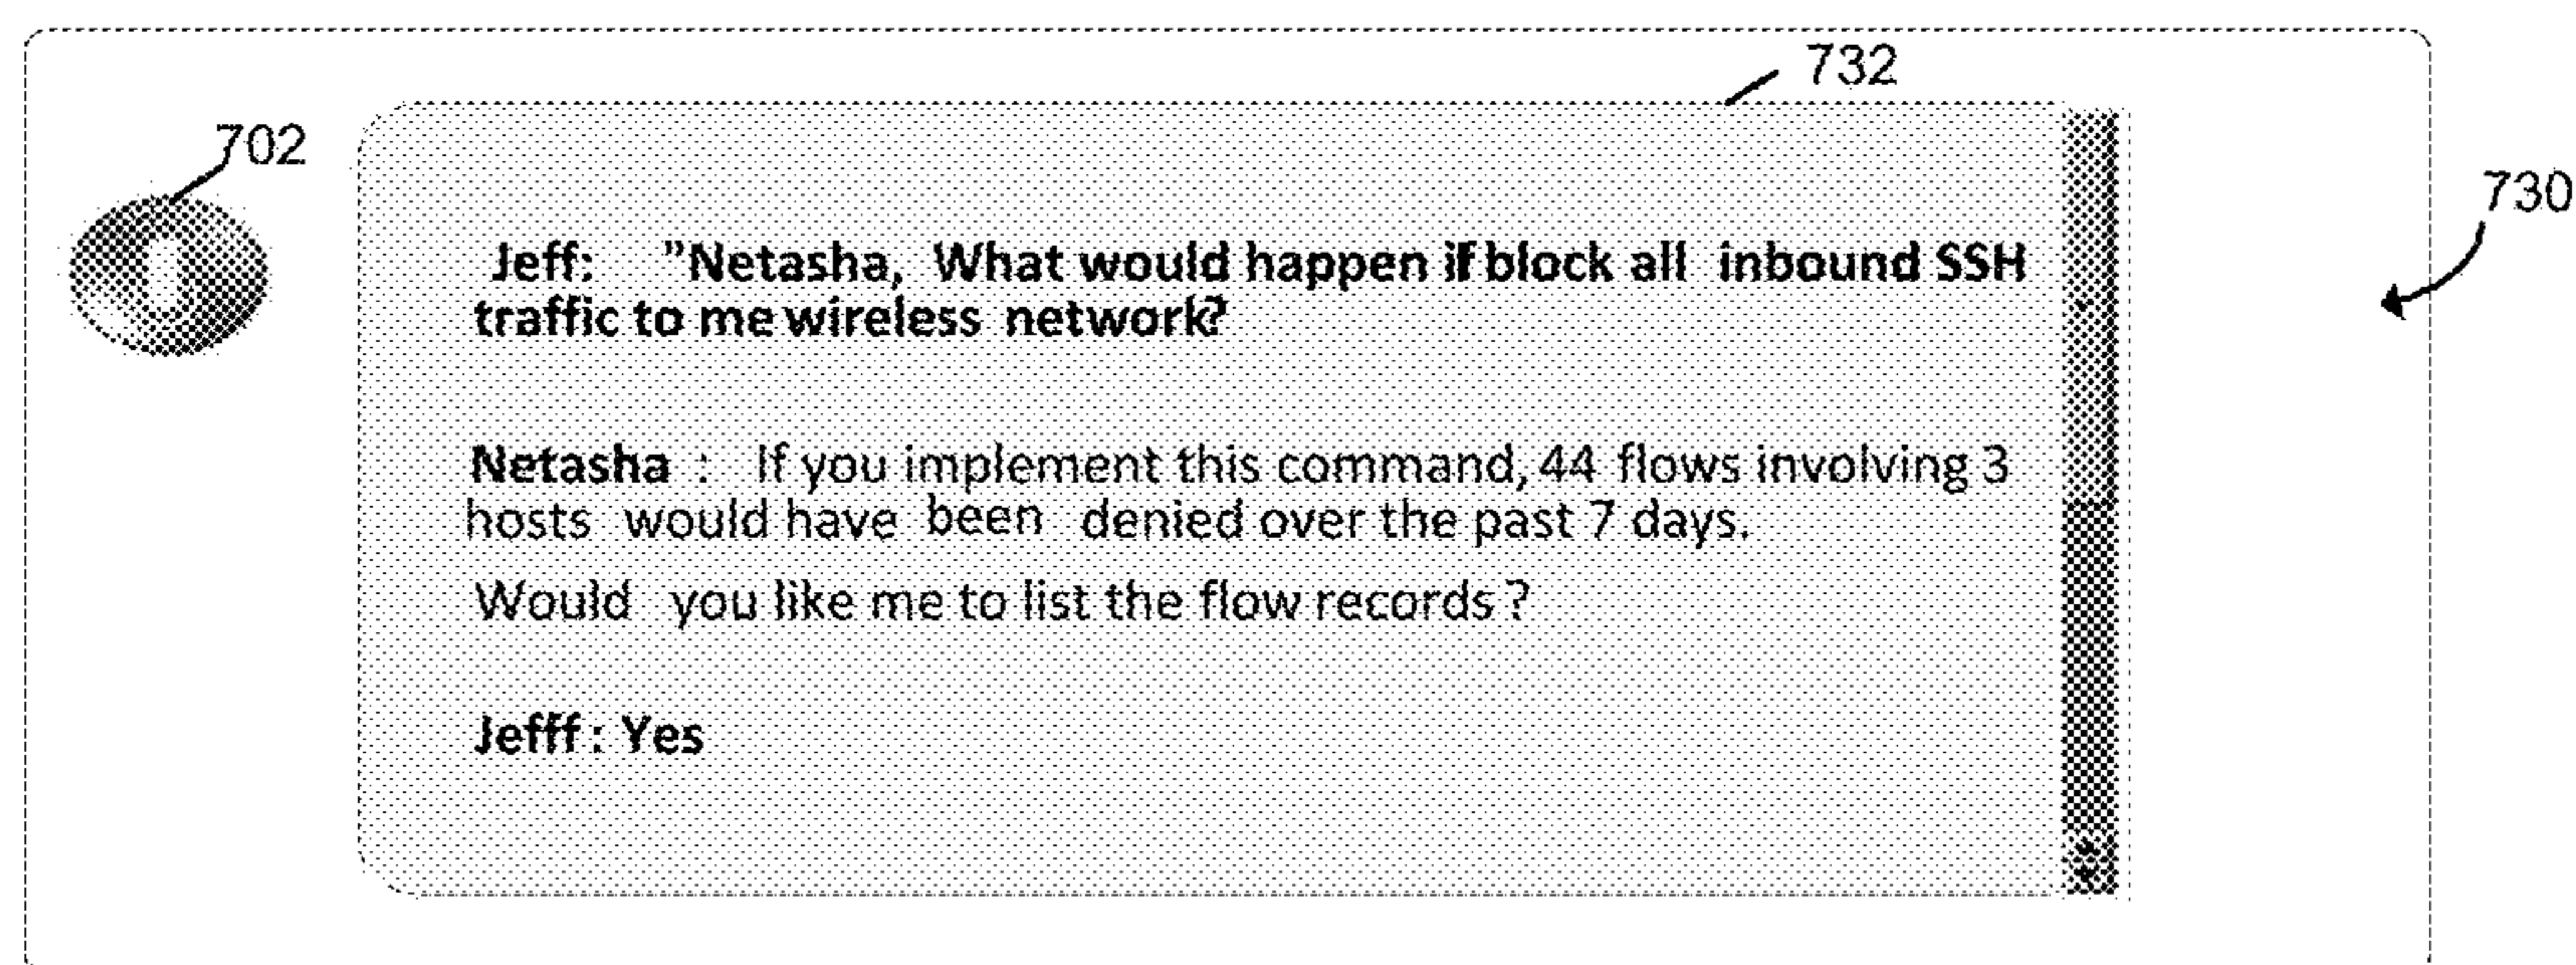 732
702
730
Jeff: "Netasha, What would happen if block all inbound SSH
traffic to me wireless network?
Netasha : If you implement this command, 44 flows involving 3
hosts would have been denied over the past 7 days.
Would you like me to list the flow records ?
Jefff : Yes